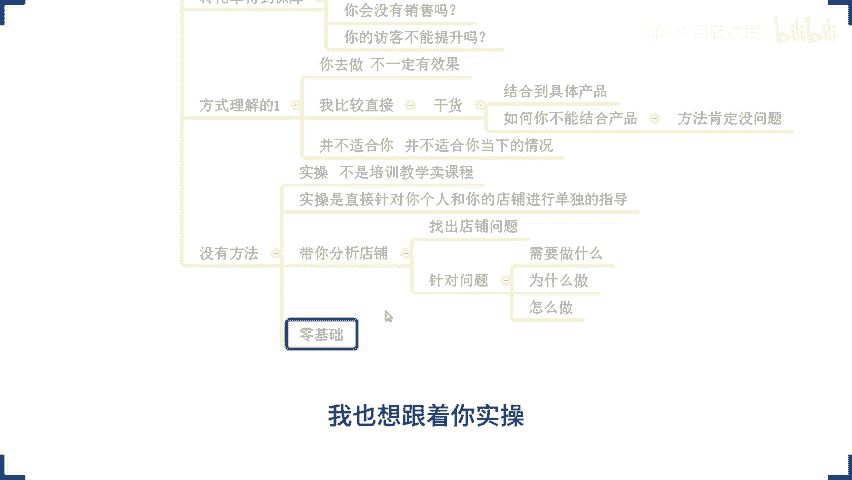 你会没有销售吗?
你的访客不能提升吗?
你去做 不一定有效果
方式理解的1
我比较直接
干货
结合到具体产品
如何你不能结合产品
方法肯定没问题
并不适合你 并不适合你当下的情况
实操 不是培训教学卖课程
实操是直接针对你个人和你的店铺进行单独的指导
没有方法
带你分析店铺
找出店铺问题
针对问题
需要做什么
为什么做
怎么做
零基础
我也想跟着你实操
bilibili